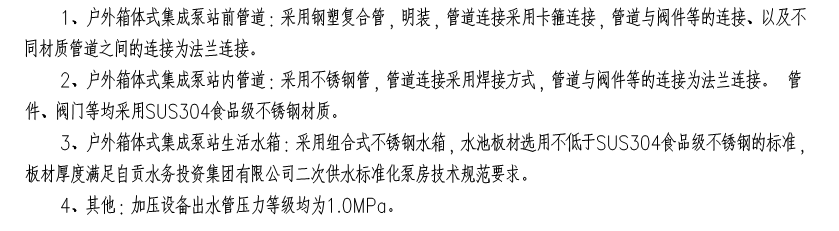 1、户外箱体式集成泵站前管道：采用钢塑复合管，明装，管道连接采用卡箍连接，管道与阀件等的连接、以及不
同材质管道之间的连接为法兰连接。
2、户外箱体式集成泵站内管道：采用不锈钢管，管道连接采用焊接方式，管道与阀件等的连接为法兰连接。 管
件、阀门等均采用SUS304食品级不锈钢材质。
3、户外箱体式集成泵站生活水箱：采用组合式不锈钢水箱，水池板材选用不低于SUS304食品级不锈钢的标准，
板材厚度满足自贡水务投资集团有限公司二次供水标准化泵房技术规范要求。
4、其他：加压设备出水管压力等级均为1.0MPa。